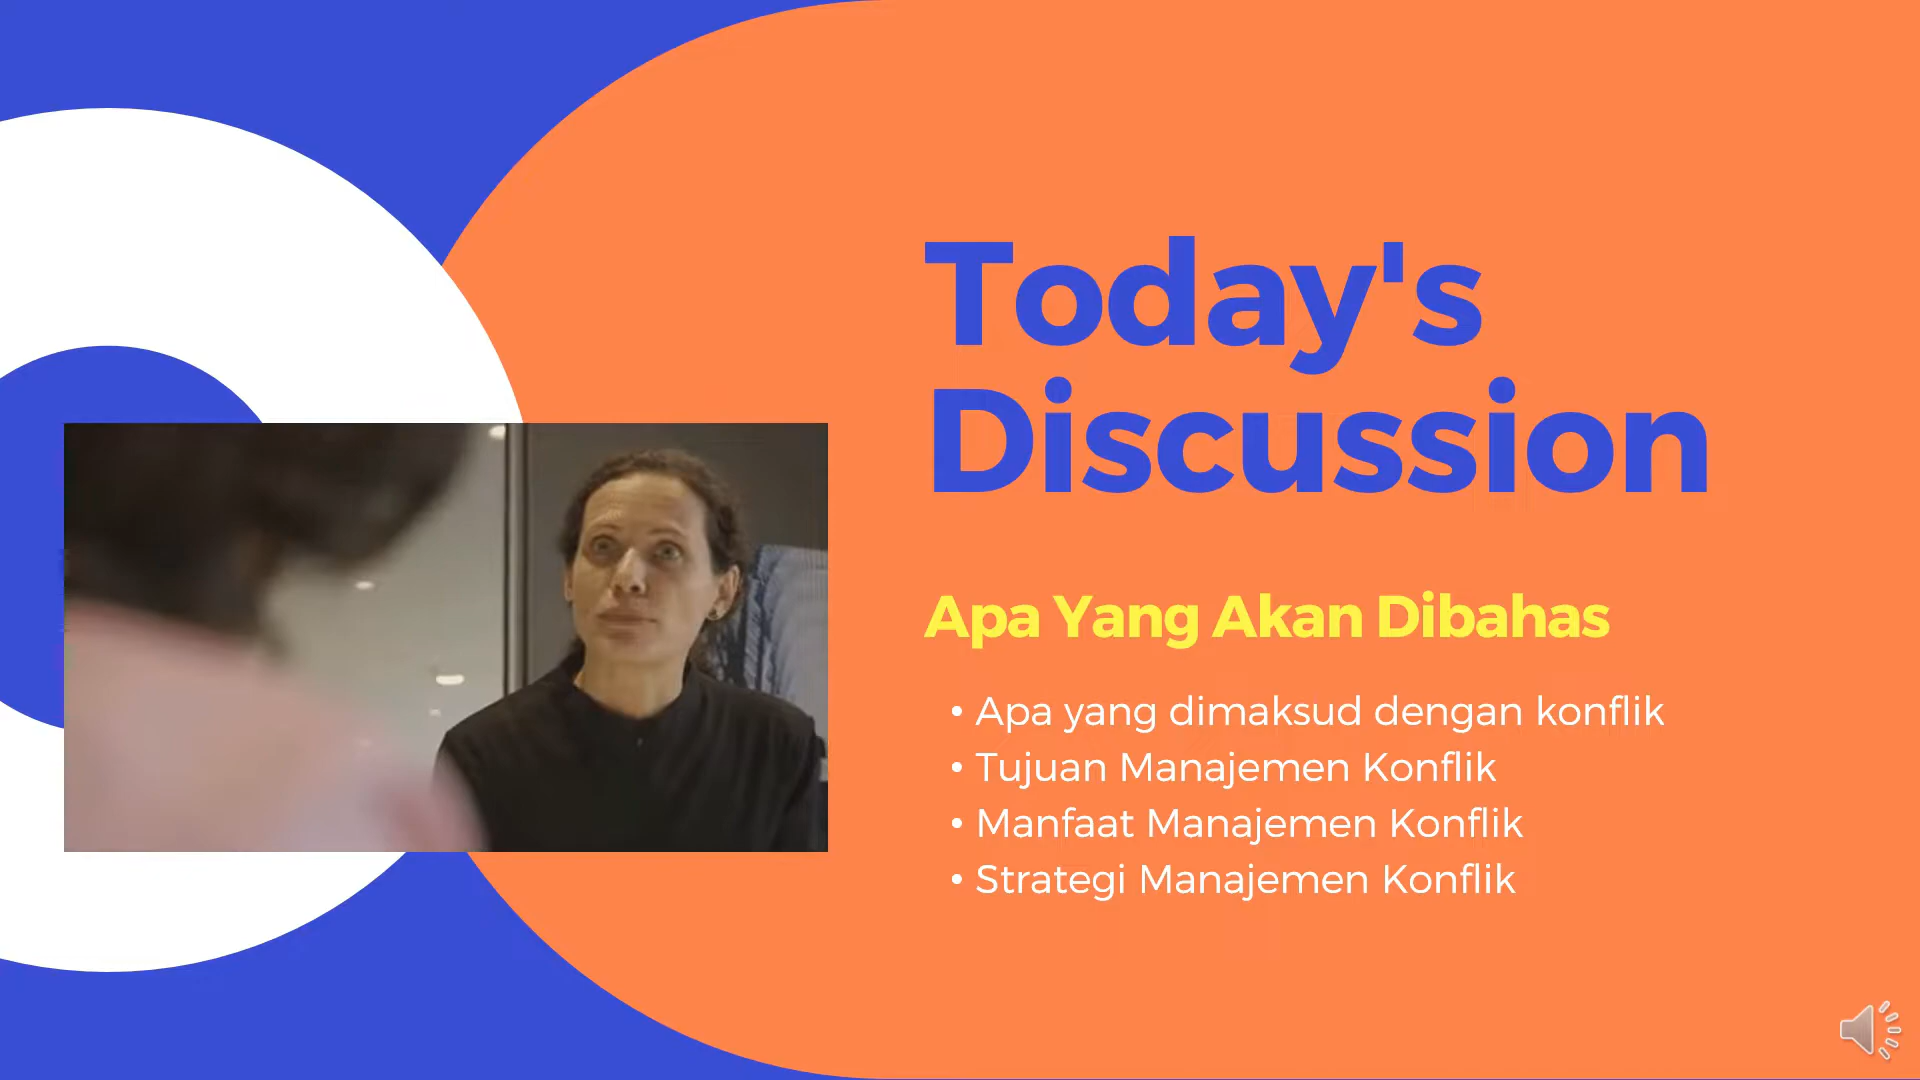 Today's
Discussion
Apa Yang Akan Dibahas
• Apa yang dimaksud dengan konflik
• Tujuan Manajemen Konflik
• Manfaat Manajemen Konflik
• Strategi Manajemen Konflik